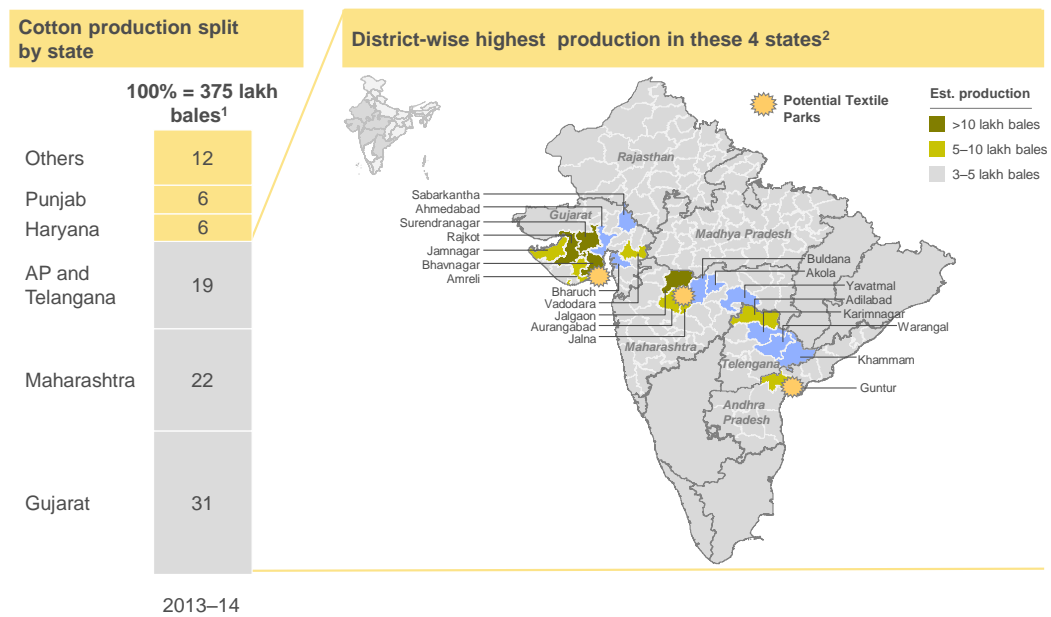 Cotton production split
by state
District-wise highest  production in these 4 states2
100% = 375 lakh
bales1
Others
12
Punjab
6
Haryana
6
AP and
Telangana
19
Maharashtra
22
Gujarat
31
2013–14
Potential Textile
Parks
Est. production
>10 lakh bales
5–10 lakh bales
3–5 lakh bales
Rajasthan
Gujarat
Madhya Pradesh
Maharashtra
Telengana
Andhra
Pradesh
Sabarkantha
Ahmedabad
Surendranagar
Rajkot
Jamnagar
Bhavnagar
Amreli
Bharuch
Vadodara
Jalgaon
Aurangabad
Jalna
Buldana
Akola
Yavatmal
Adilabad
Karimnagar
Warangal
Khammam
Guntur